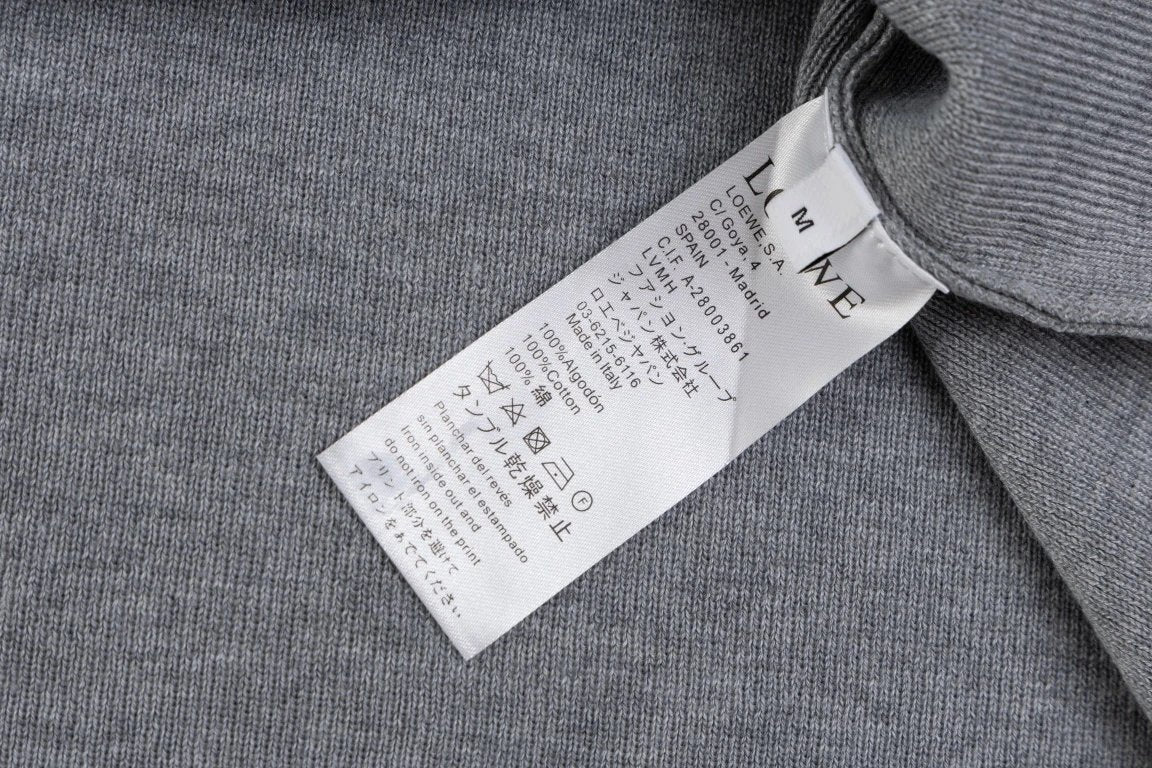 LOEWE
M
LOEWE, S.A.
C/ Goya, 4
28001 - Madrid
SPAIN
C.I.F. A-28003861
LVMH
ファションングループ
ジャパン株式会社
ロエベジャパン
03-6215-6116
Made in Italy
100%Algodón
100%Cotton
100% 綿
F
タンブル乾燥禁止
Planchar del revés
sin planchar el estampado
Iron inside out and
do not iron on the print
プリント部分を避けて
アイロンをあててください